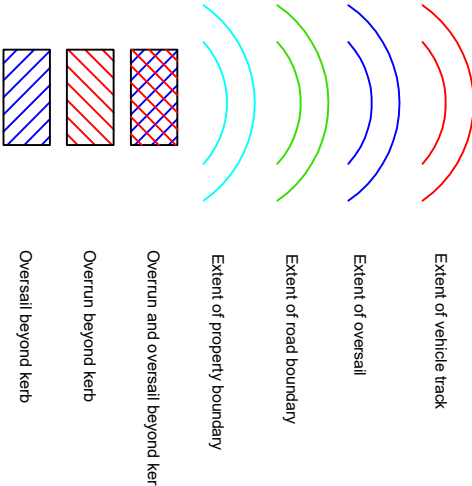 Extent of vehicle track
Extent of oversail
Extent of road boundary
Extent of property boundary
Overrun and oversail beyond ker
Overrun beyond kerb
Oversail beyond kerb